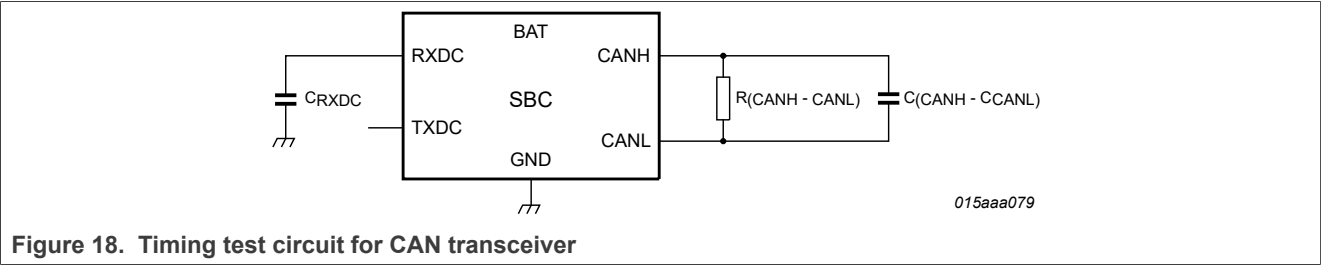 BAT
RXDC
CANH
CRXDC
SBC
R(CANH - CANL)
C(CANH - CCANL)
TXDC
CANL
GND
015aaa079
Figure 18. Timing test circuit for CAN transceiver